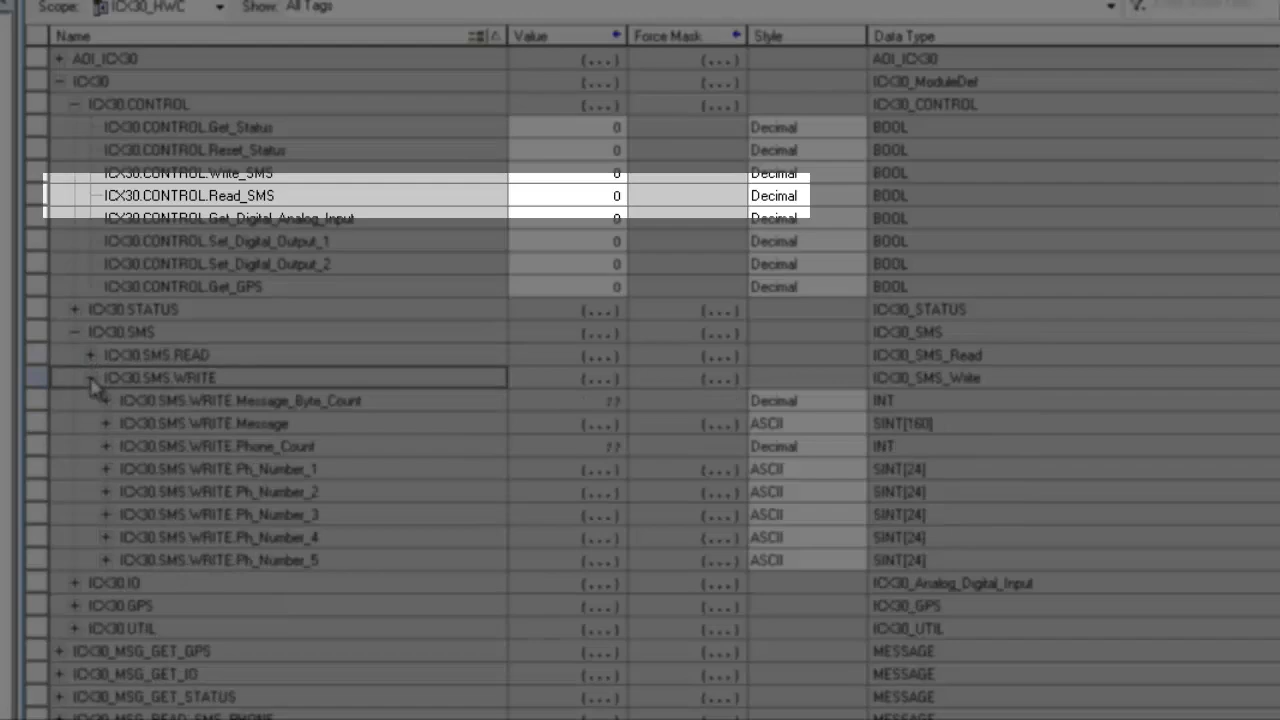 Scope: ICX30_HWC Show: All Tags
Name Value Force Mask Style Data Type
+ AOI_ICX30 {...} {...} AOI_ICX30
− ICX30 {...} {...} ICX30_ModuleDef
− ICX30.CONTROL {...} {...} ICX30_CONTROL
ICX30.CONTROL.Get_Status 0 Decimal BOOL
ICX30.CONTROL.Reset_Status 0 Decimal BOOL
ICX30.CONTROL.Write_SMS 0 Decimal BOOL
ICX30.CONTROL.Read_SMS 0 Decimal BOOL
ICX30.CONTROL.Get_Digital_Analog_Input 0 Decimal BOOL
ICX30.CONTROL.Set_Digital_Output_1 0 Decimal BOOL
ICX30.CONTROL.Set_Digital_Output_2 0 Decimal BOOL
ICX30.CONTROL.Get_GPS 0 Decimal BOOL
+ ICX30.STATUS {...} {...} ICX30_STATUS
− ICX30.SMS {...} {...} ICX30_SMS
+ ICX30.SMS.READ {...} {...} ICX30_SMS_Read
ICX30.SMS.WRITE {...} {...} ICX30_SMS_Write
+ ICX30.SMS.WRITE.Message_Byte_Count ?? Decimal INT
+ ICX30.SMS.WRITE.Message {...} {...} ASCII SINT[160]
+ ICX30.SMS.WRITE.Phone_Count ?? Decimal INT
+ ICX30.SMS.WRITE.Ph_Number_1 {...} {...} ASCII SINT[24]
+ ICX30.SMS.WRITE.Ph_Number_2 {...} {...} ASCII SINT[24]
+ ICX30.SMS.WRITE.Ph_Number_3 {...} {...} ASCII SINT[24]
+ ICX30.SMS.WRITE.Ph_Number_4 {...} {...} ASCII SINT[24]
+ ICX30.SMS.WRITE.Ph_Number_5 {...} {...} ASCII SINT[24]
+ ICX30.IO {...} {...} ICX30_Analog_Digital_Input
+ ICX30.GPS {...} {...} ICX30_GPS
+ ICX30.UTIL {...} {...} ICX30_UTIL
+ ICX30_MSG_GET_GPS {...} {...} MESSAGE
+ ICX30_MSG_GET_IO {...} {...} MESSAGE
+ ICX30_MSG_GET_STATUS {...} {...} MESSAGE
+ ICX30_MSG_READ_SMS_PHONE {...} {...} MESSAGE